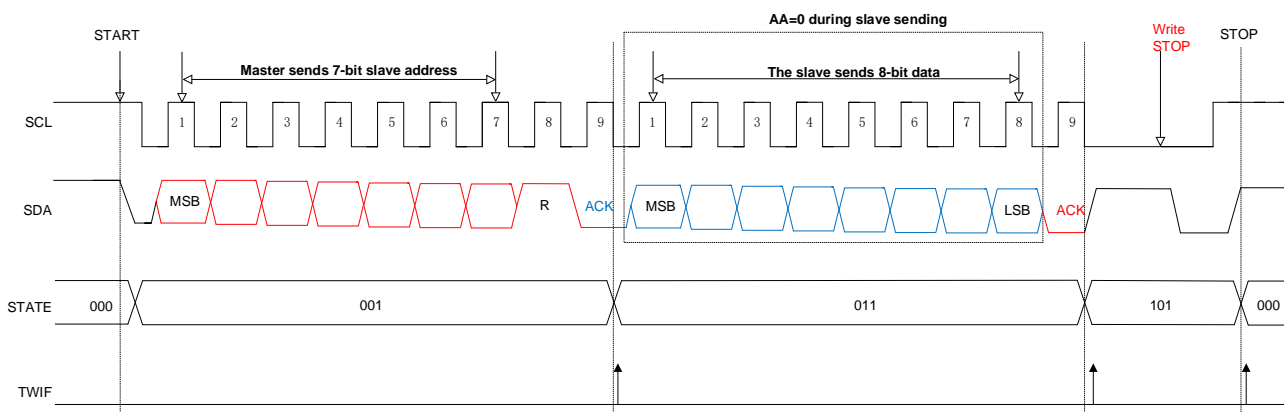 AA=0 during slave sending
START
Write
STOP
STOP
Master sends 7-bit slave address
The slave sends 8-bit data
SCL
1 2 3 4 5 6 7 8 9 1 2 3 4 5 6 7 8 9
SDA
MSB R ACK MSB LSB ACK
STATE
000 001 011 101 000
TWIF